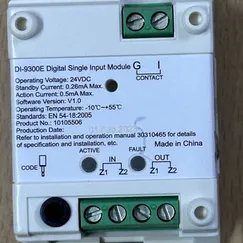 DI-9300E Digital Single Input Module
G I
CONTACT
Operating Voltage: 24VDC
Standby Current: 0.26mA Max
Action Current: 0.5mA Max
Software Version: V1.0
Operating Temperature: -10°C~+55°C
Part No.: 10105506
Standards: EN 54-18:2005
Refer to installation and operation manual 30310465 for details
of specification and installation, etc.
Made in China
CODE
ACTIVE
IN
Z1 Z2
FAULT
OUT
Z1 Z2